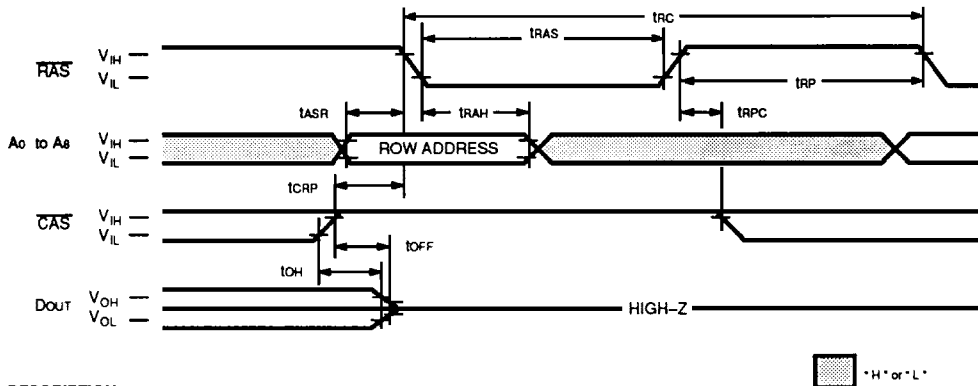 tRC
tRAS
RAS VIH
VIL
tRP
tASR tRAH tRPC
A0 to A8 VIH
VIL ROW ADDRESS
tCRP
CAS VIH
VIL
tOFF
tOH
DOUT VOH
VOL HIGH–Z
"H" or "L"